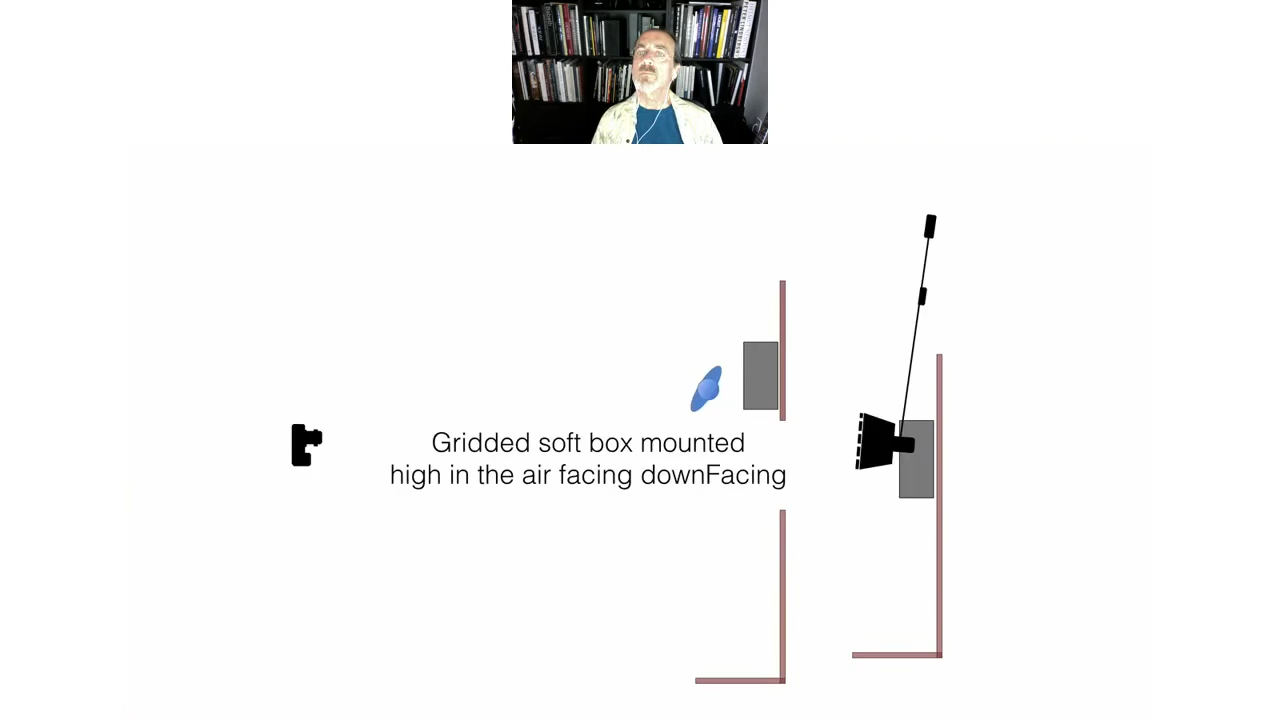 Gridded soft box mounted
high in the air facing downFacing